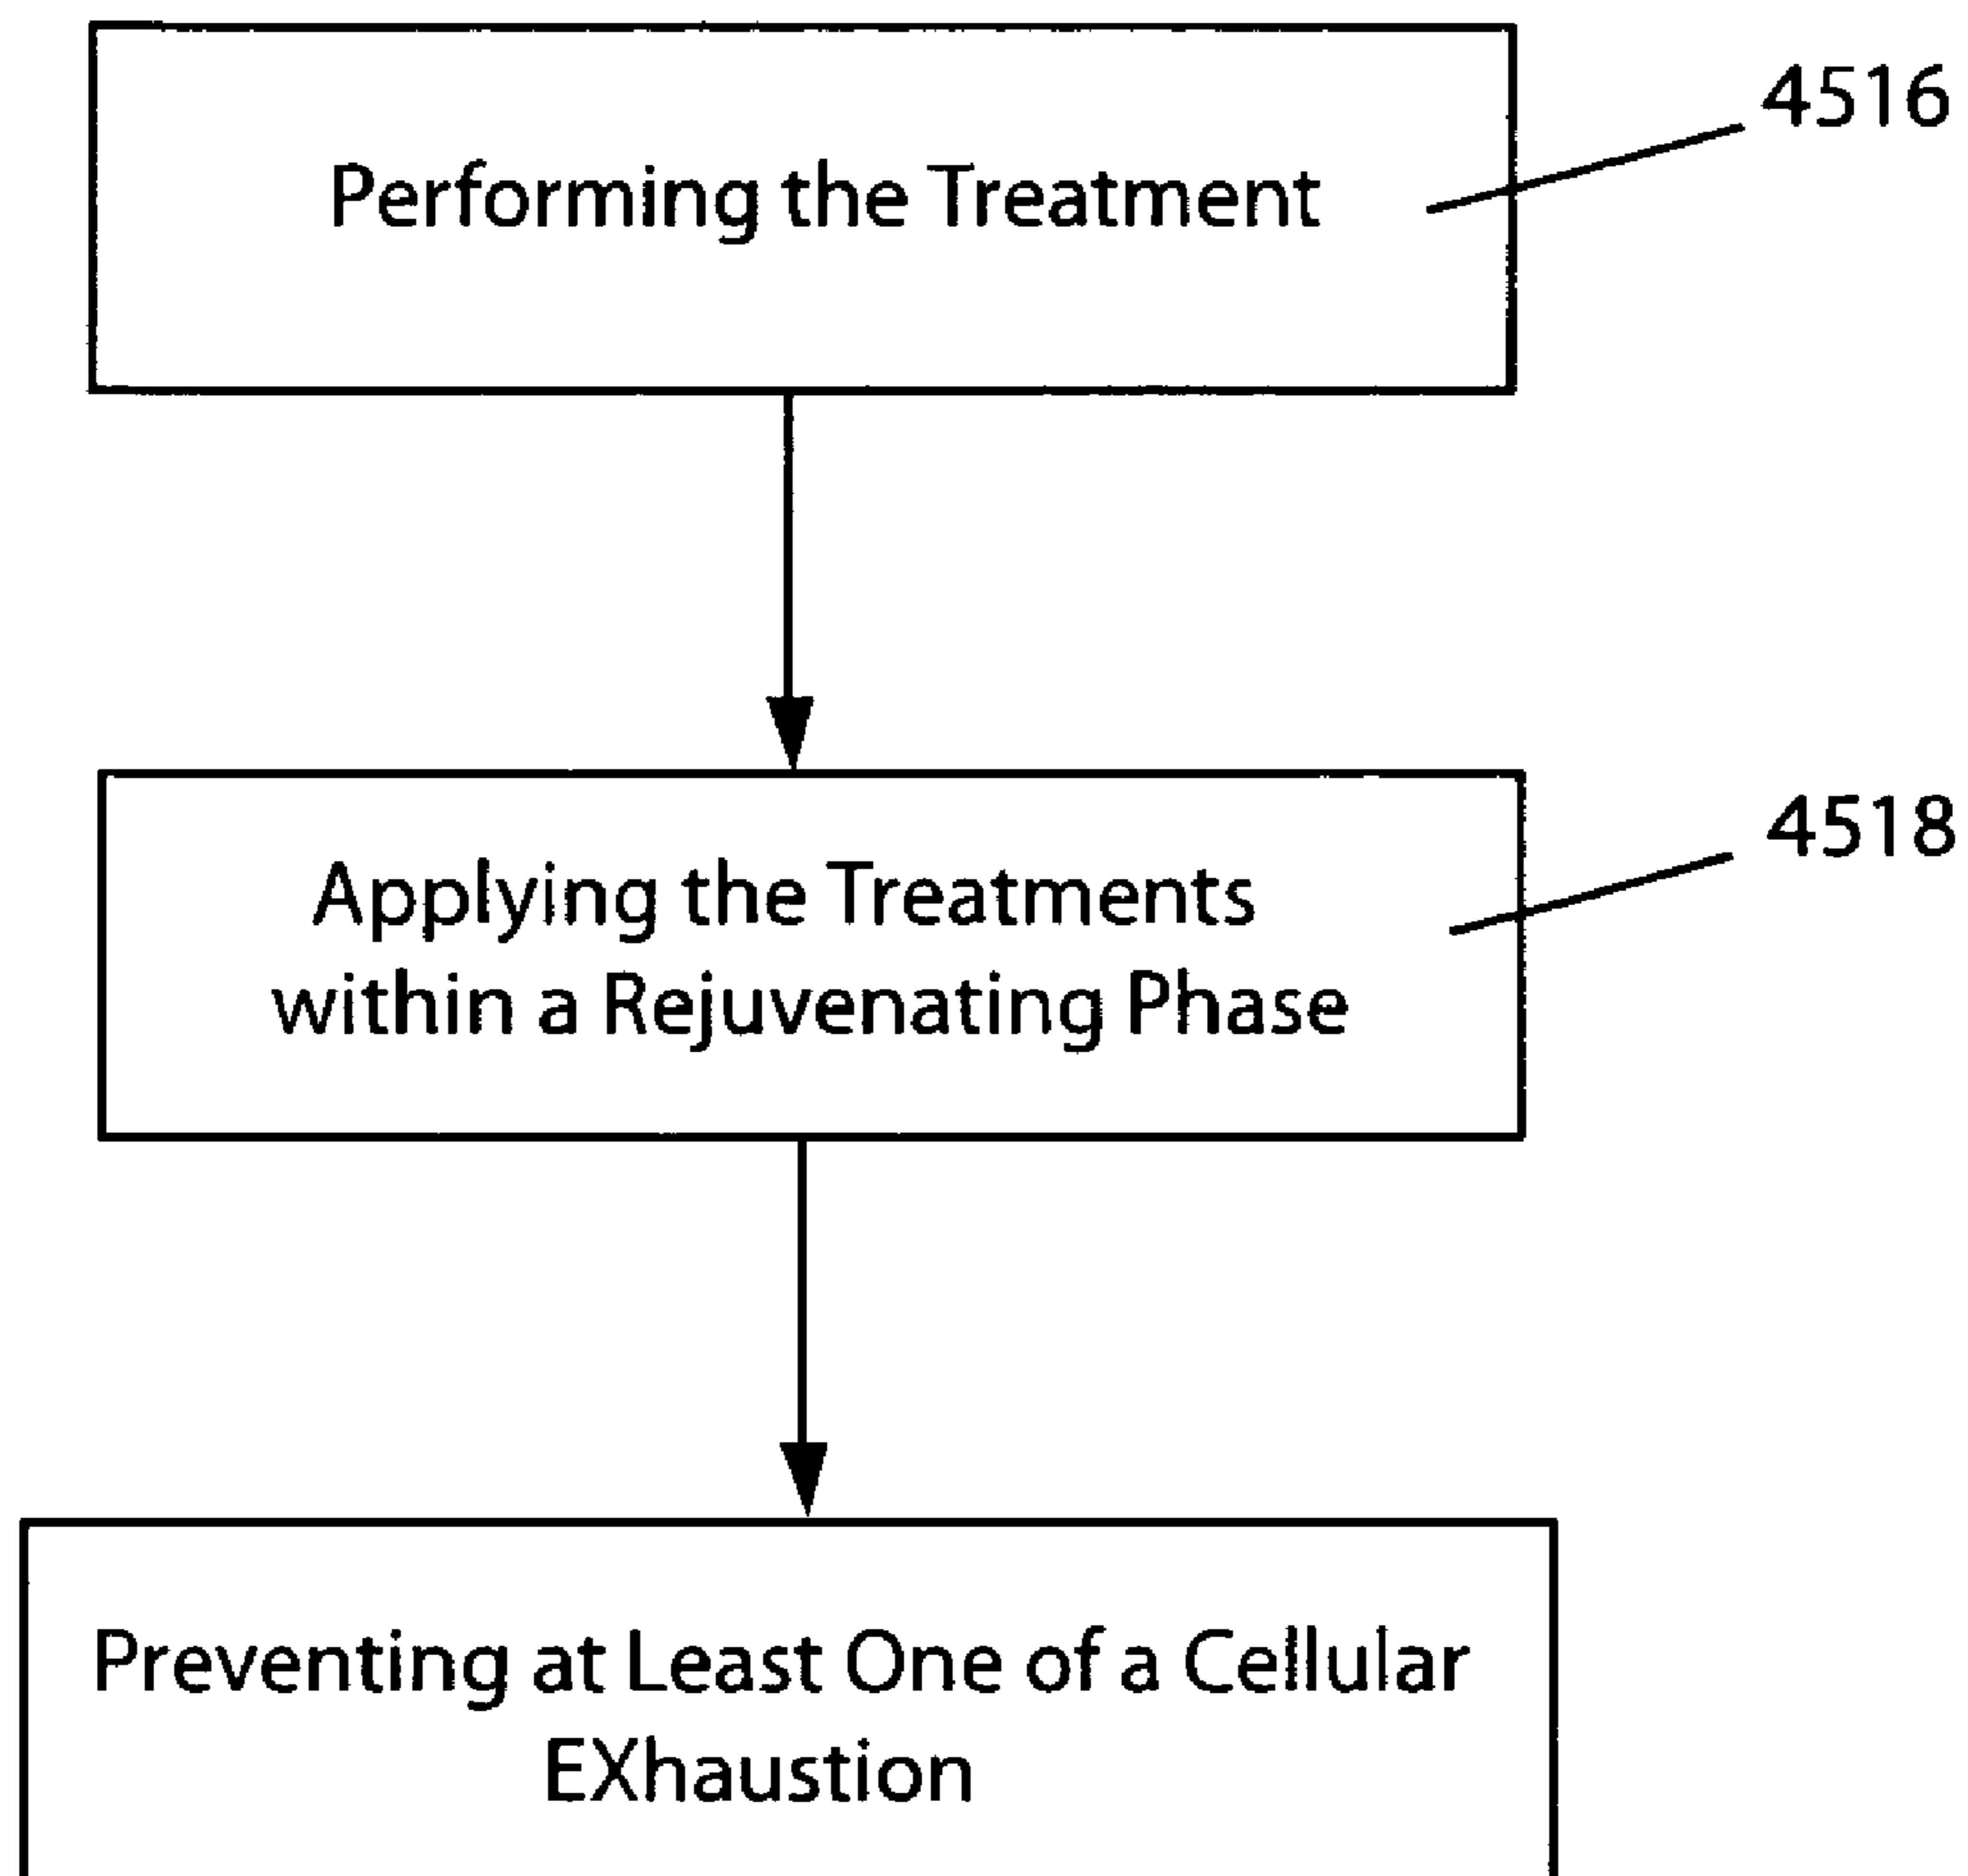 4516
Performing the Treatment
4518
Applying the Treatments
within a Rejuvenating Phase
Preventing at Least One of a Cellular
EXhaustion